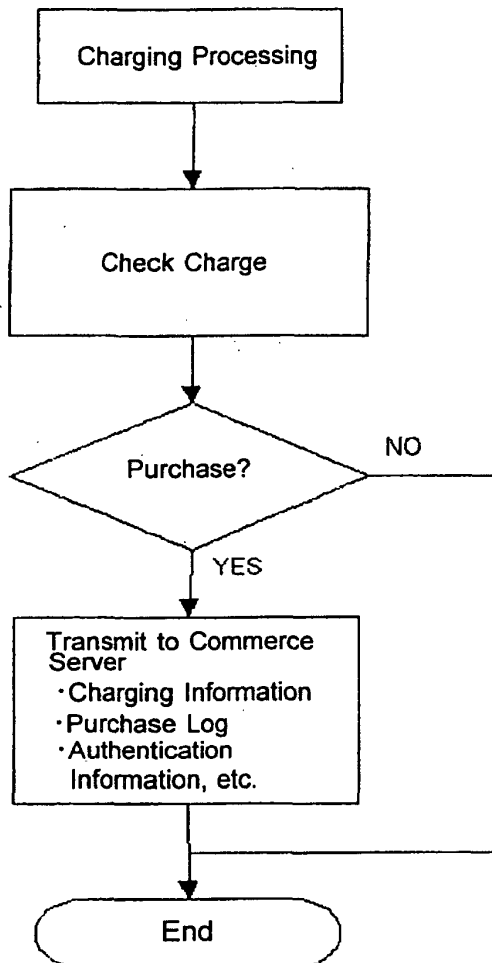 Charging Processing
Check Charge
Purchase?
NO
YES
Transmit to Commerce
Server
·Charging Information
·Purchase Log
·Authentication
Information, etc.
End